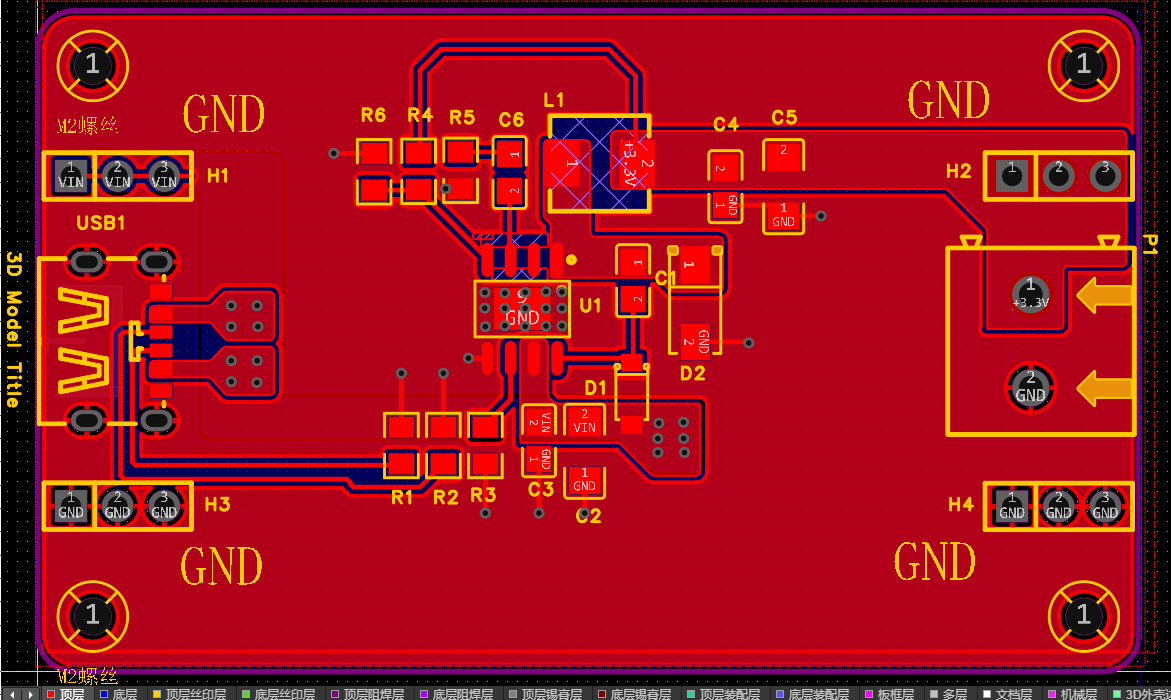 1
1
GND
GND
M2螺丝
L1
R6
R4
R5
C6
C4
C5
1
2
+3.3V
2
2
1
GND
1
GND
1
2
1
VIN
2
VIN
3
VIN
H1
H2
1
2
3
USB1
P1
3D Model Title
1
2
C1
1
2
GND
D2
U1
9
GND
D1
1
+3.3V
2
GND
2
VIN
1
GND
2
VIN
1
GND
R1
R2
R3
C3
C2
1
GND
2
GND
3
GND
H3
H4
1
GND
2
GND
3
GND
GND
GND
1
1
M2螺丝
顶层
底层
顶层丝印层
底层丝印层
顶层阻焊层
底层阻焊层
顶层锡膏层
底层锡膏层
顶层装配层
底层装配层
板框层
多层
文档层
机械层
3D外壳